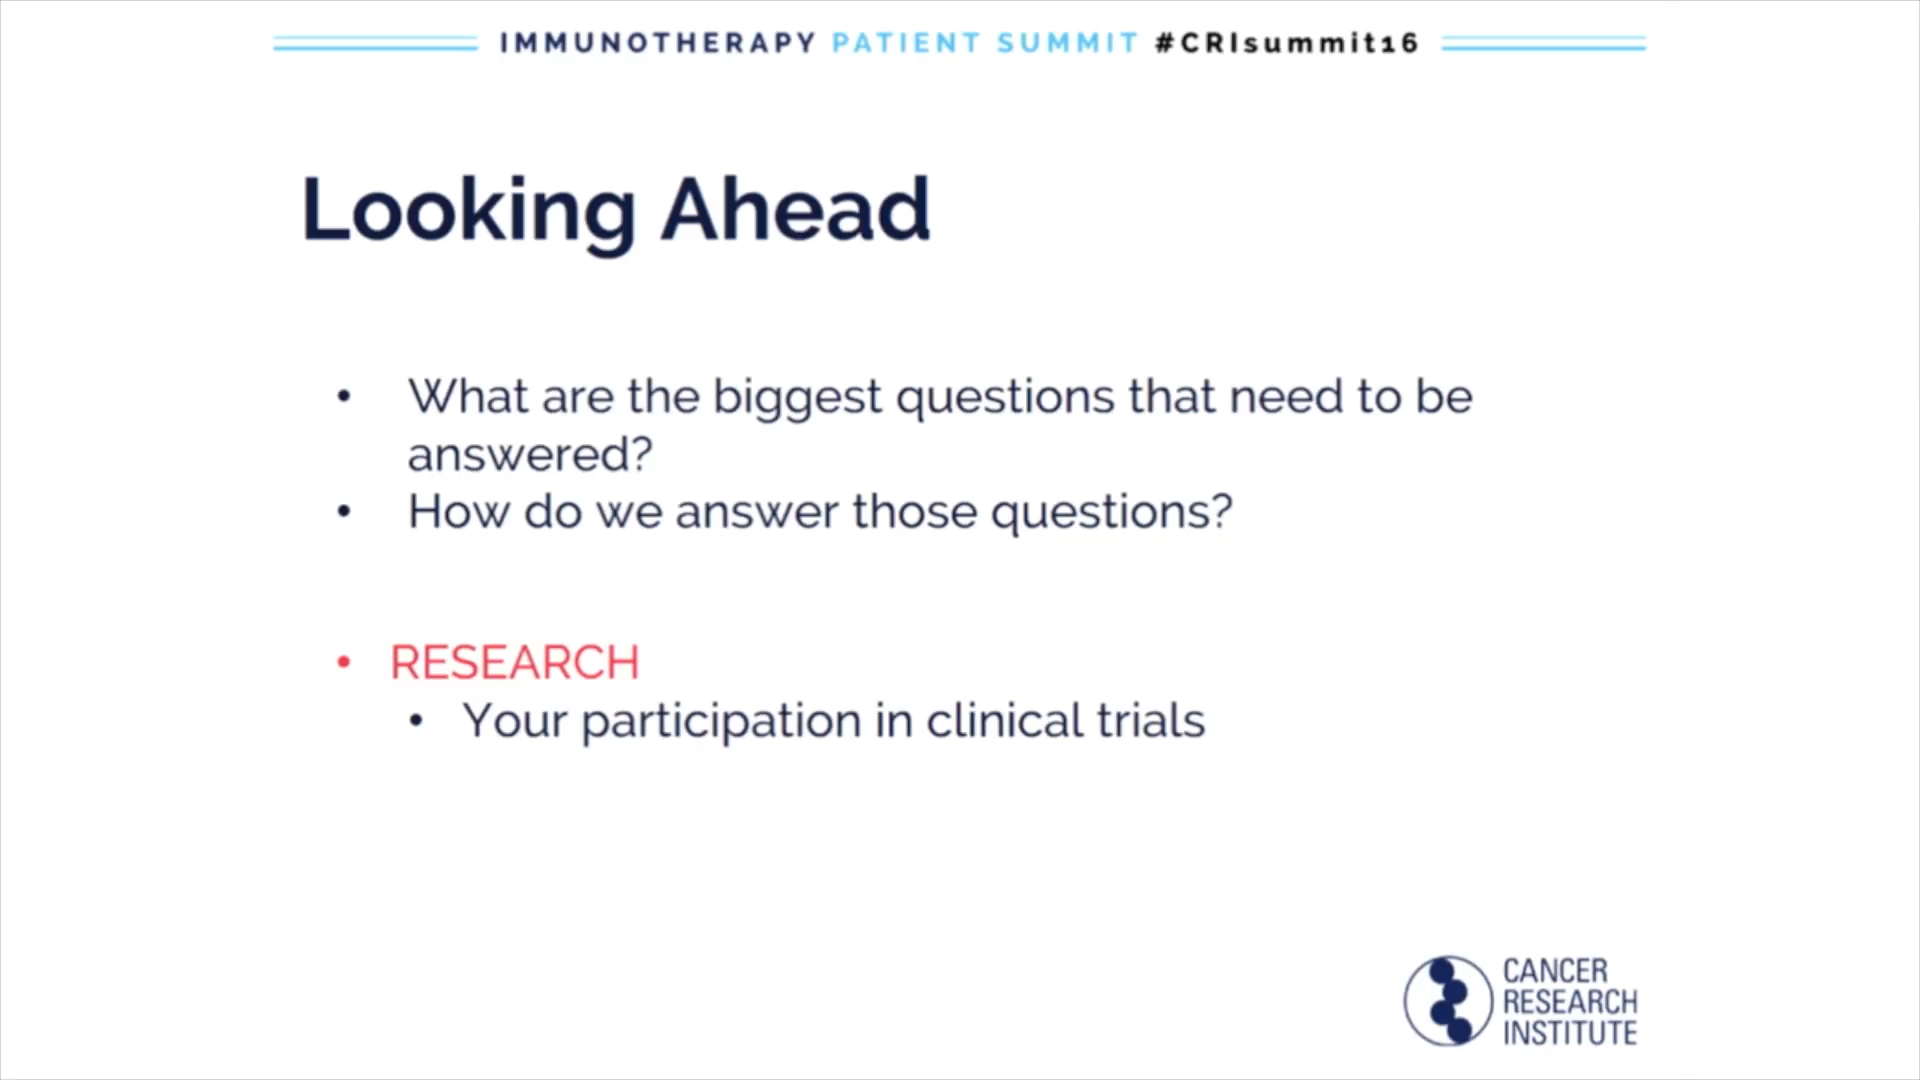 IMMUNOTHERAPY PATIENT SUMMIT #CRIsummit16
Looking Ahead
• What are the biggest questions that need to be
answered?
• How do we answer those questions?
• RESEARCH
• Your participation in clinical trials
CANCER
RESEARCH
INSTITUTE